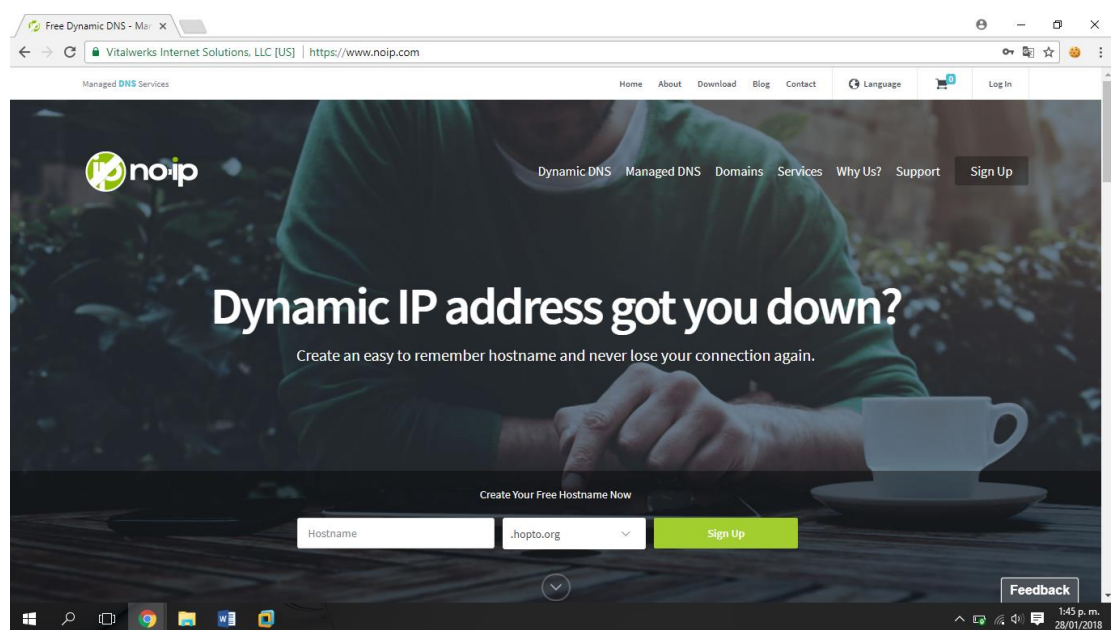 Free Dynamic DNS - Mar
Vitalwerks Internet Solutions, LLC [US] | https://www.noip.com
Managed DNS Services Home About Download Blog Contact Language 0 Log In
no·ip Dynamic DNS Managed DNS Domains Services Why Us? Support Sign Up
Dynamic IP address got you down?
Create an easy to remember hostname and never lose your connection again.
Create Your Free Hostname Now
Hostname .hopto.org Sign Up
Feedback
1:45 p. m.
28/01/2018